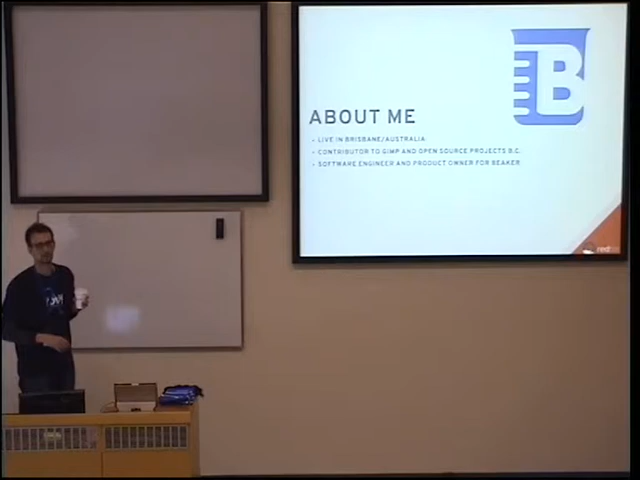 B
ABOUT ME
- LIVE IN BRISBANE/AUSTRALIA
- CONTRIBUTOR TO GIMP AND OPEN SOURCE PROJECTS B.C.
- SOFTWARE ENGINEER AND PRODUCT OWNER FOR BEAKER
red